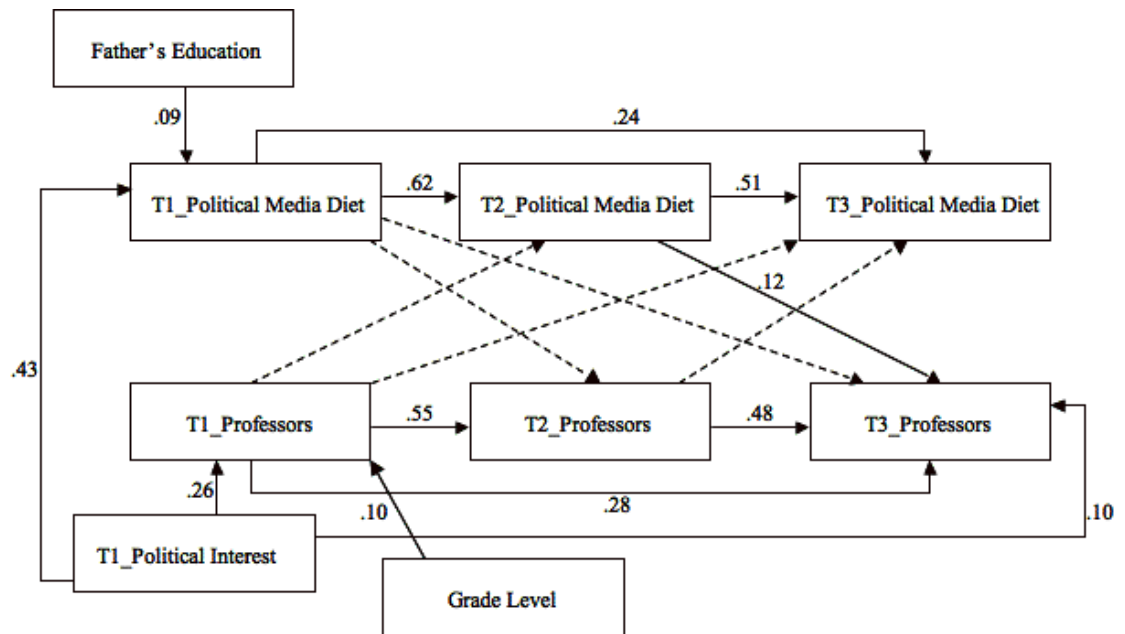 Father's Education
.09
.24
T1_Political Media Diet
.62
T2_Political Media Diet
.51
T3_Political Media Diet
.12
.43
T1_Professors
.55
T2_Professors
.48
T3_Professors
.26
.10
.28
.10
T1_Political Interest
Grade Level